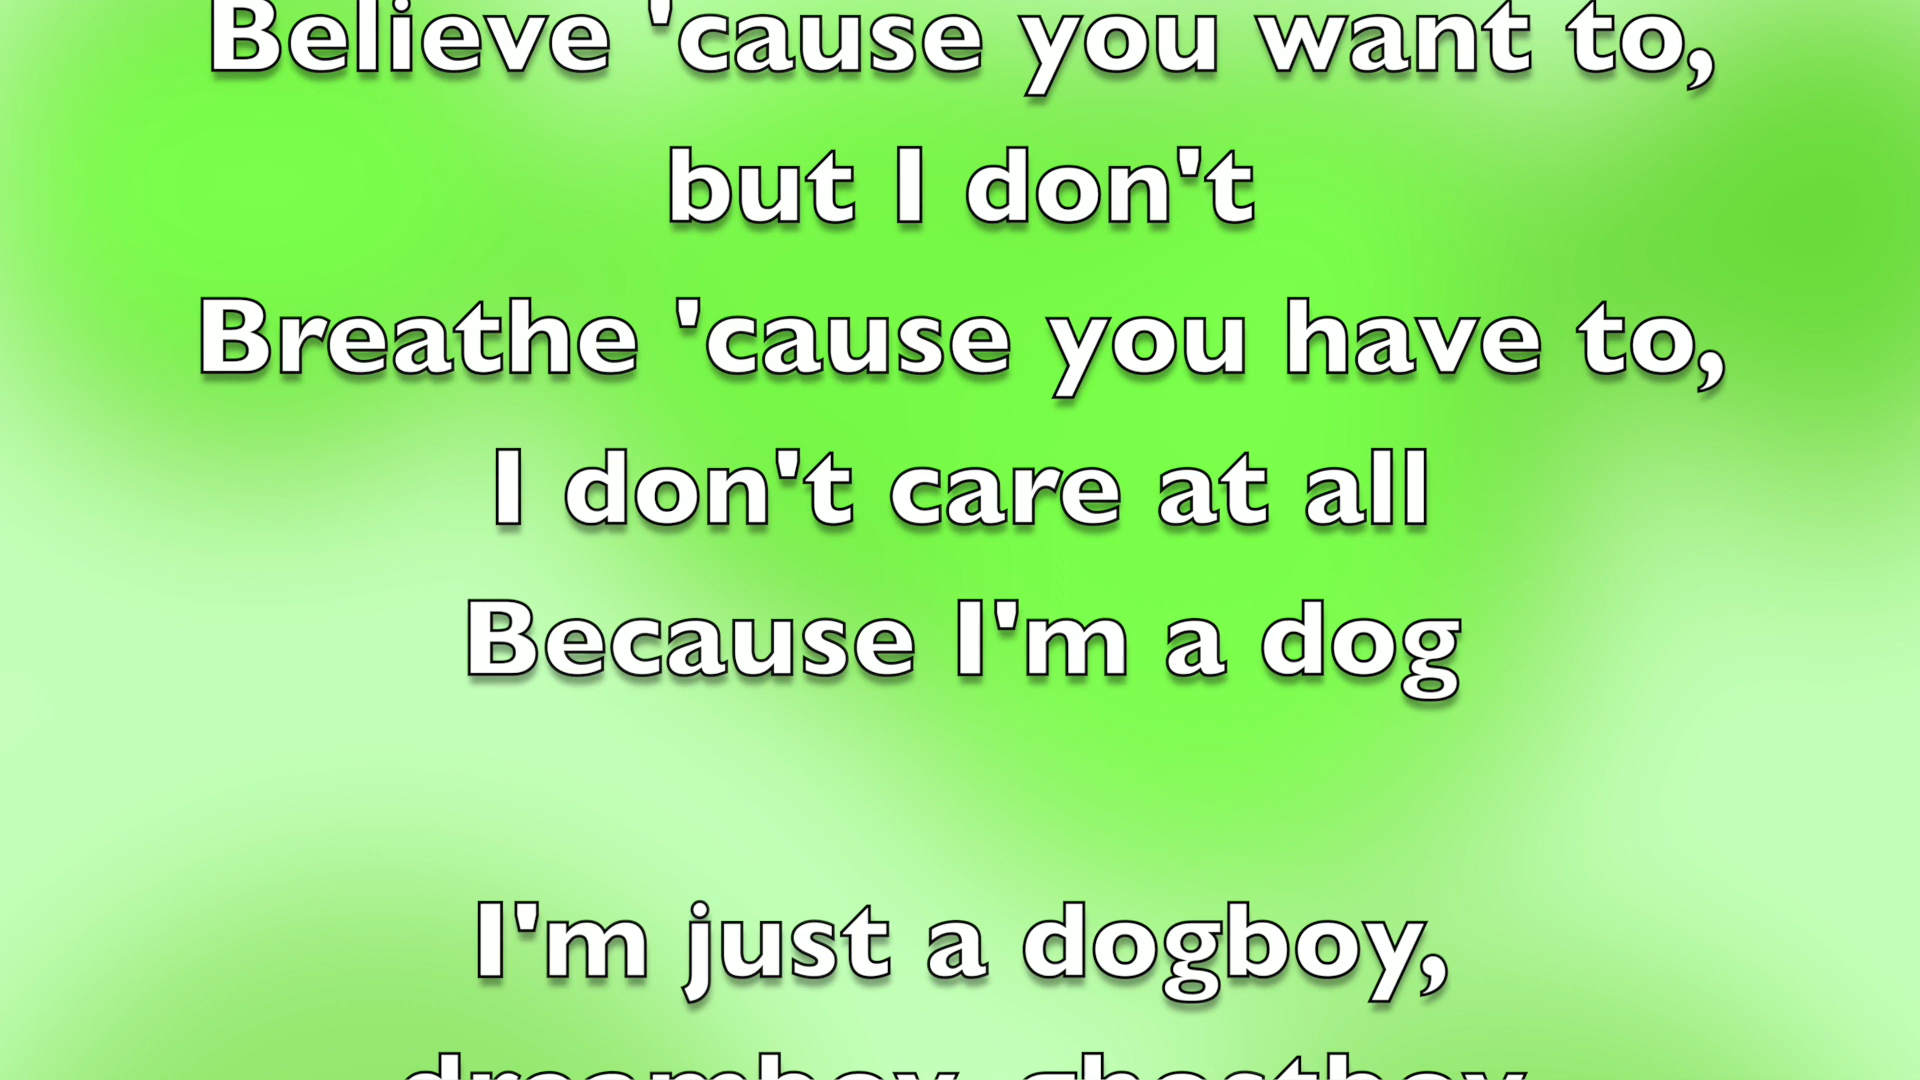 Believe 'cause you want to,
but I don't
Breathe 'cause you have to,
I don't care at all
Because I'm a dog
I'm just a dogboy,
dreamboy, ghostboy